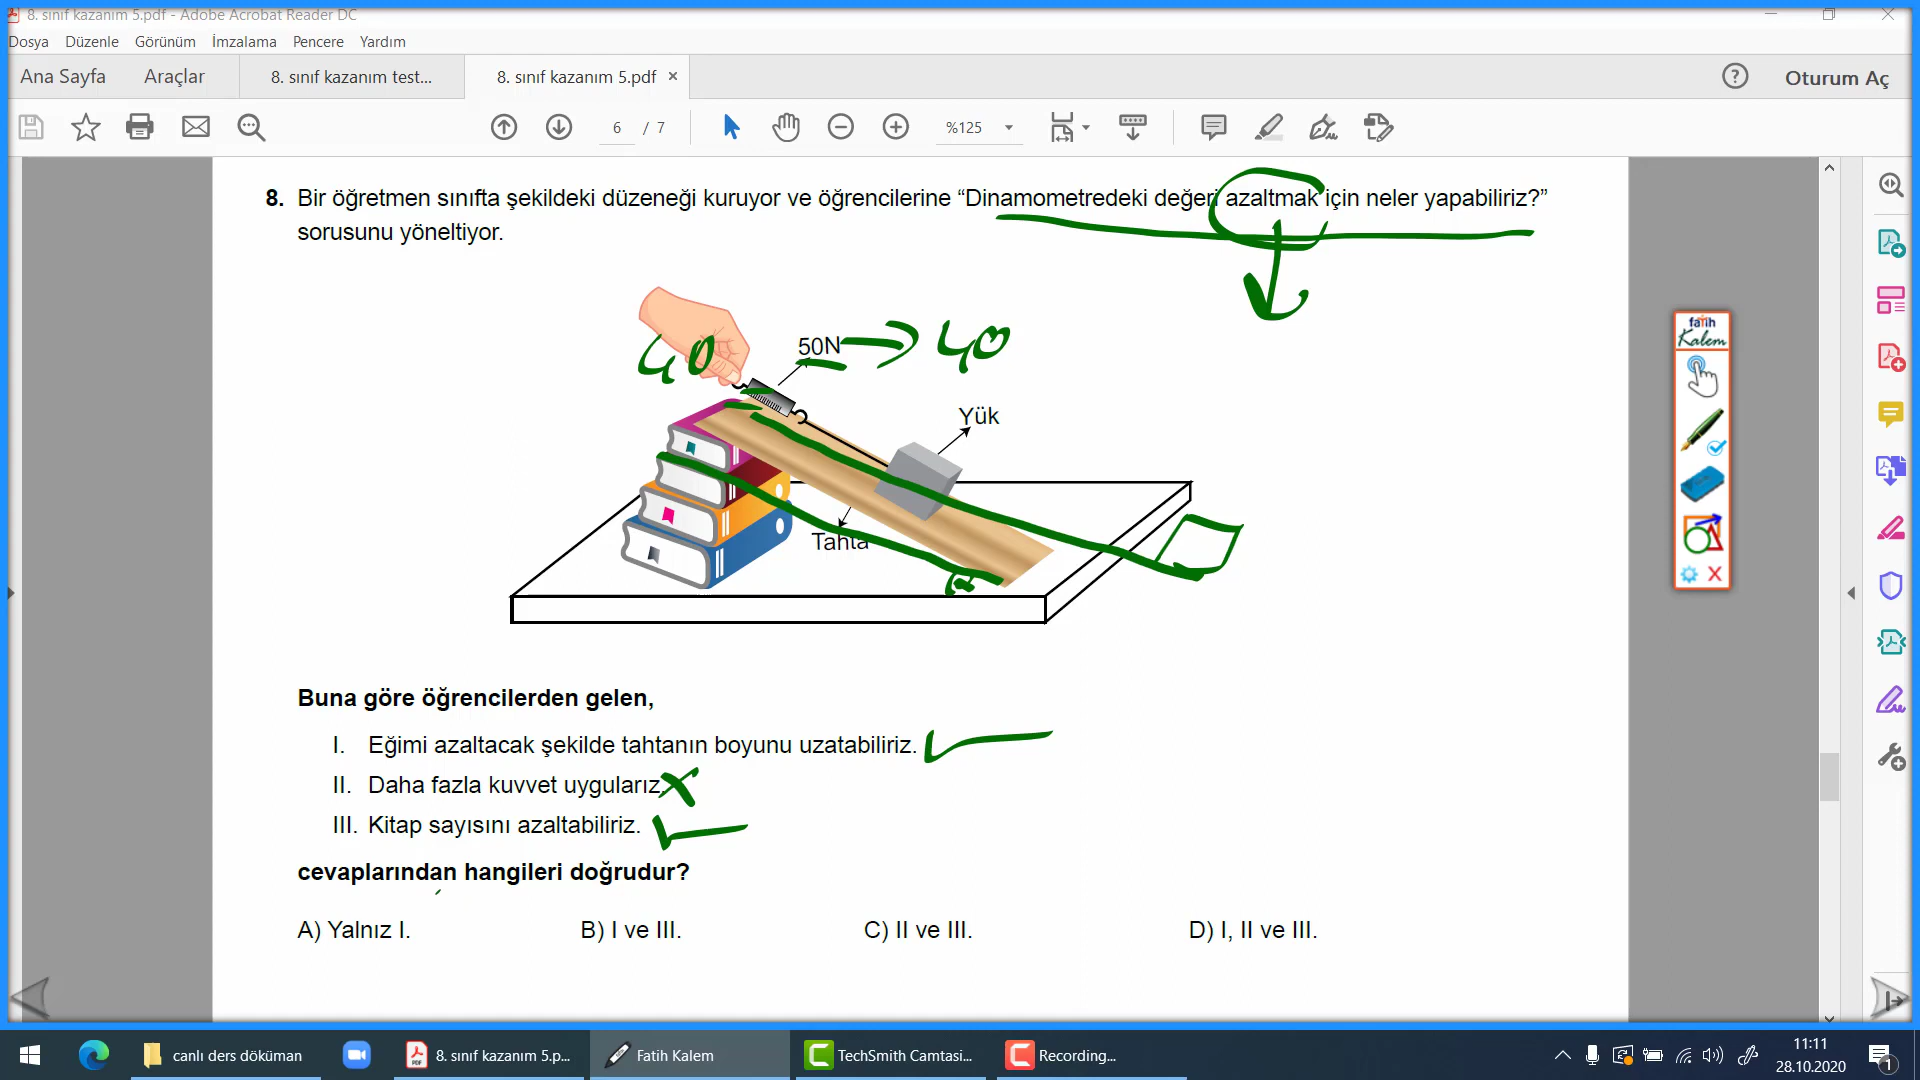 8. sınıf kazanım 5.pdf - Adobe Acrobat Reader DC
Dosya Düzenle Görünüm İmzalama Pencere Yardım
Ana Sayfa Araçlar 8. sınıf kazanım test... 8. sınıf kazanım 5.pdf × Oturum Aç
6 / 7 %125
8. Bir öğretmen sınıfta şekildeki düzeneği kuruyor ve öğrencilerine “Dinamometredeki değeri azaltmak için neler yapabiliriz?”
sorusunu yöneltiyor.
fatih
Kalem
40 50N 40
Yük
Tahta
Buna göre öğrencilerden gelen,
I. Eğimi azaltacak şekilde tahtanın boyunu uzatabiliriz.
II. Daha fazla kuvvet uygularız.
III. Kitap sayısını azaltabiliriz.
cevaplarından hangileri doğrudur?
A) Yalnız I. B) I ve III. C) II ve III. D) I, II ve III.
canlı ders döküman 8. sınıf kazanım 5.p... Fatih Kalem TechSmith Camtasi... Recording...
11:11
28.10.2020
1